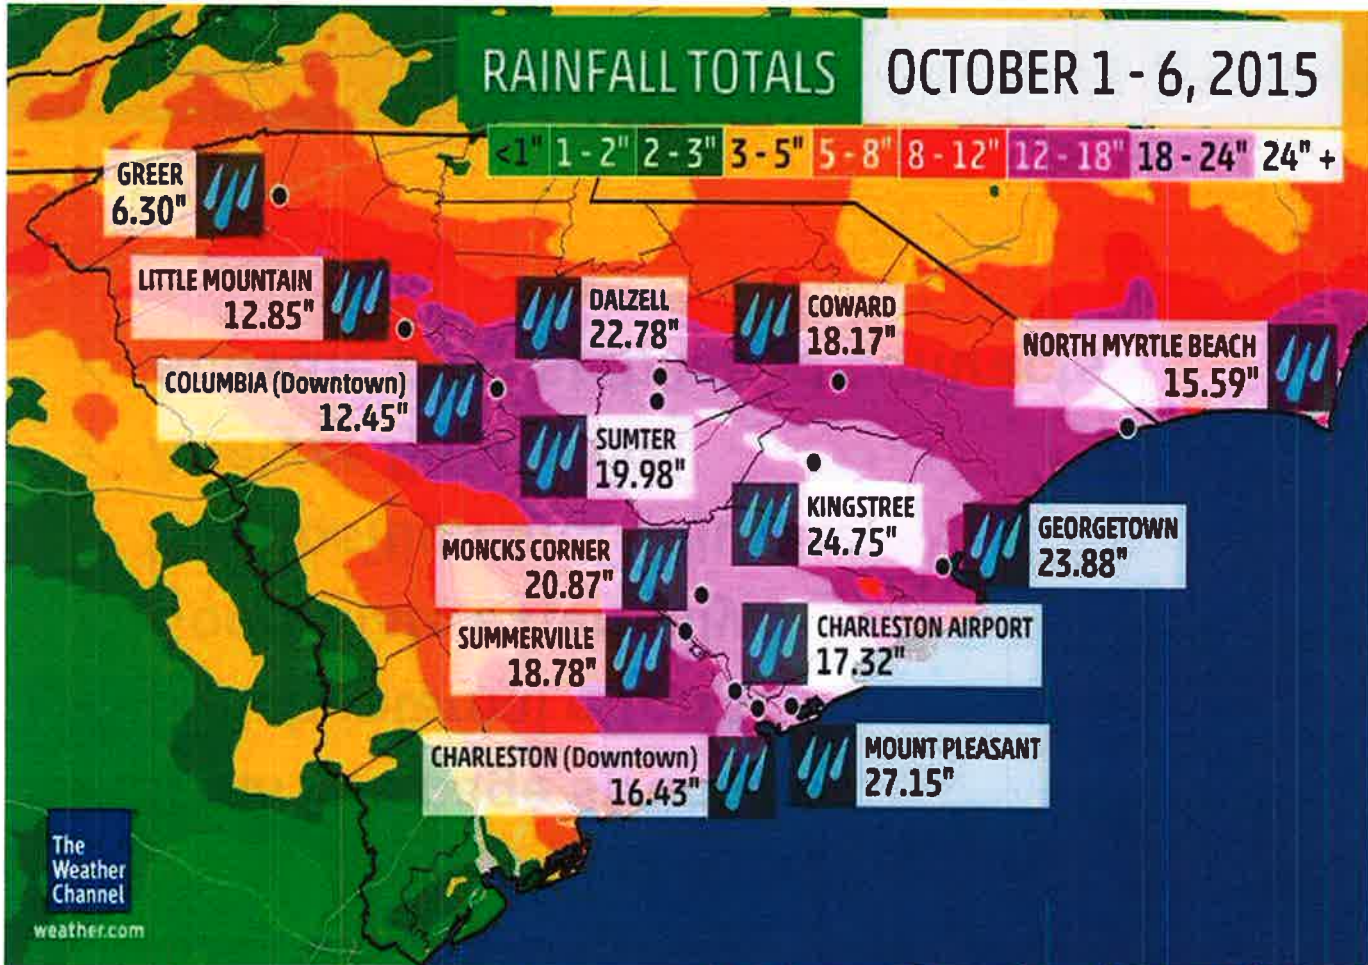 RAINFALL TOTALS
OCTOBER 1 - 6, 2015
<1" 1 - 2" 2 - 3" 3 - 5" 5 - 8" 8 - 12" 12 - 18" 18 - 24" 24" +
GREER
6.30"
LITTLE MOUNTAIN
12.85"
DALZELL
22.78"
COWARD
18.17"
NORTH MYRTLE BEACH
15.59"
COLUMBIA (Downtown)
12.45"
SUMTER
19.98"
KINGSTREE
24.75"
GEORGETOWN
23.88"
MONCKS CORNER
20.87"
SUMMERVILLE
18.78"
CHARLESTON AIRPORT
17.32"
CHARLESTON (Downtown)
16.43"
MOUNT PLEASANT
27.15"
The
Weather
Channel
weather.com